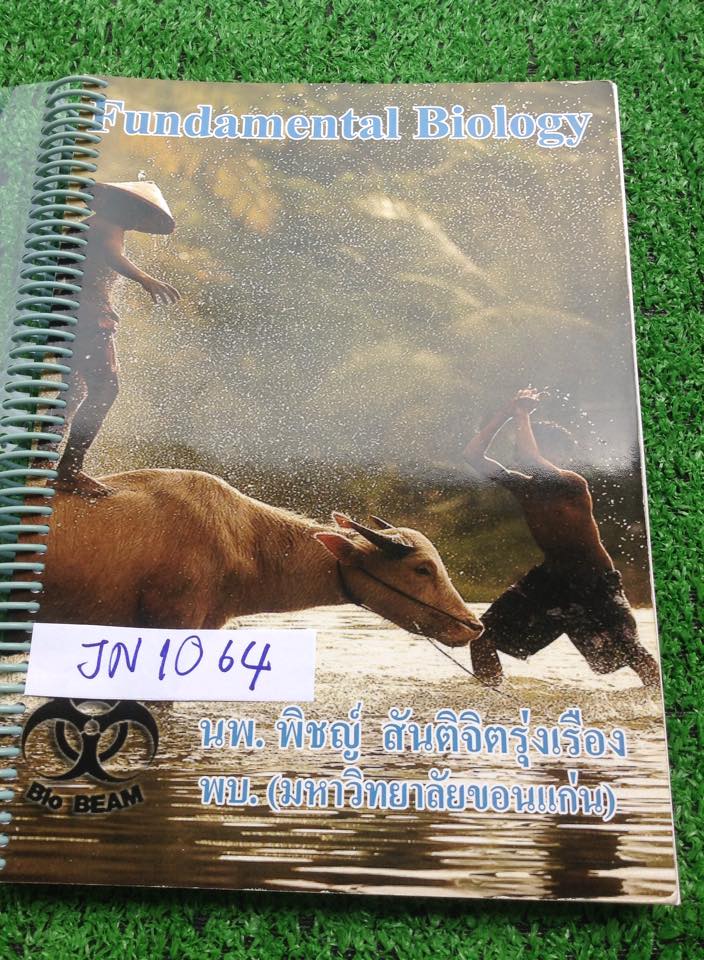 Fundamental Biology
JN 1064
นพ. พิชญ์ สันติจิตรุ่งเรือง
พบ. (มหาวิทยาลัยขอนแก่น)
Bio BEAM